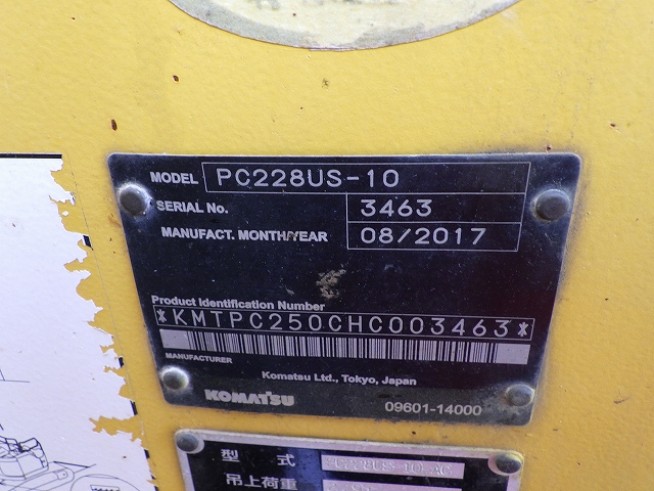 MODEL PC228US-10
SERIAL No. 3463
MANUFACT. MONTH/YEAR 08/2017
Product Identification Number
*KMTPC250CHC003463*
MANUFACTURER
Komatsu Ltd., Tokyo, Japan
KOMATSU 09601-14000
型式
吊上荷重